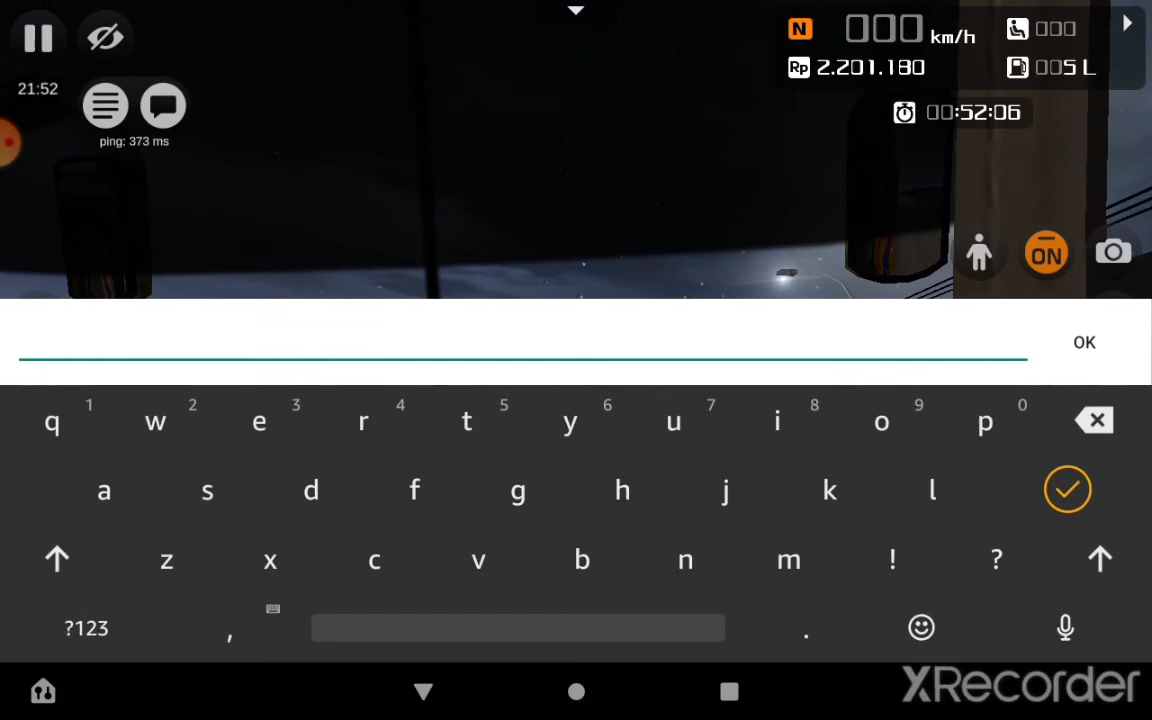 N 000 km/h 000
21:52 Rp 2.201.180 005 L
00:52:06
ping: 373 ms
ON
OK
1 2 3 4 5 6 7 8 9 0
q w e r t y u i o p
a s d f g h j k l
z x c v b n m ! ?
?123 , .
XRecorder